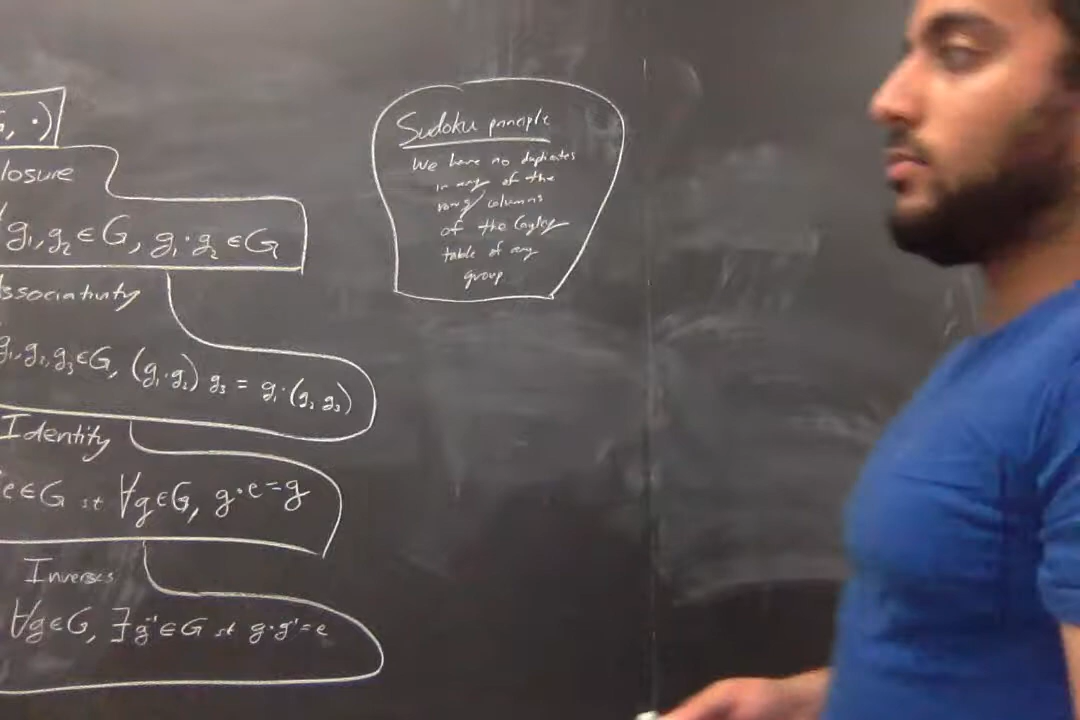 , ·)
losure
∀g₁, g₂ ∈ G, g₁·g₂ ∈ G
ssociativity
g₁, g₂, g₃ ∈ G, (g₁·g₂) g₃ = g₁·(g₂ g₃)
Identity
e ∈ G st ∀g ∈ G, g·e = g
Inverses
∀g ∈ G, ∃ g⁻¹ ∈ G st g·g⁻¹ = e
Sudoku principle
We have no duplicates
in any of the
rows/columns
of the Cayley
table of any
group